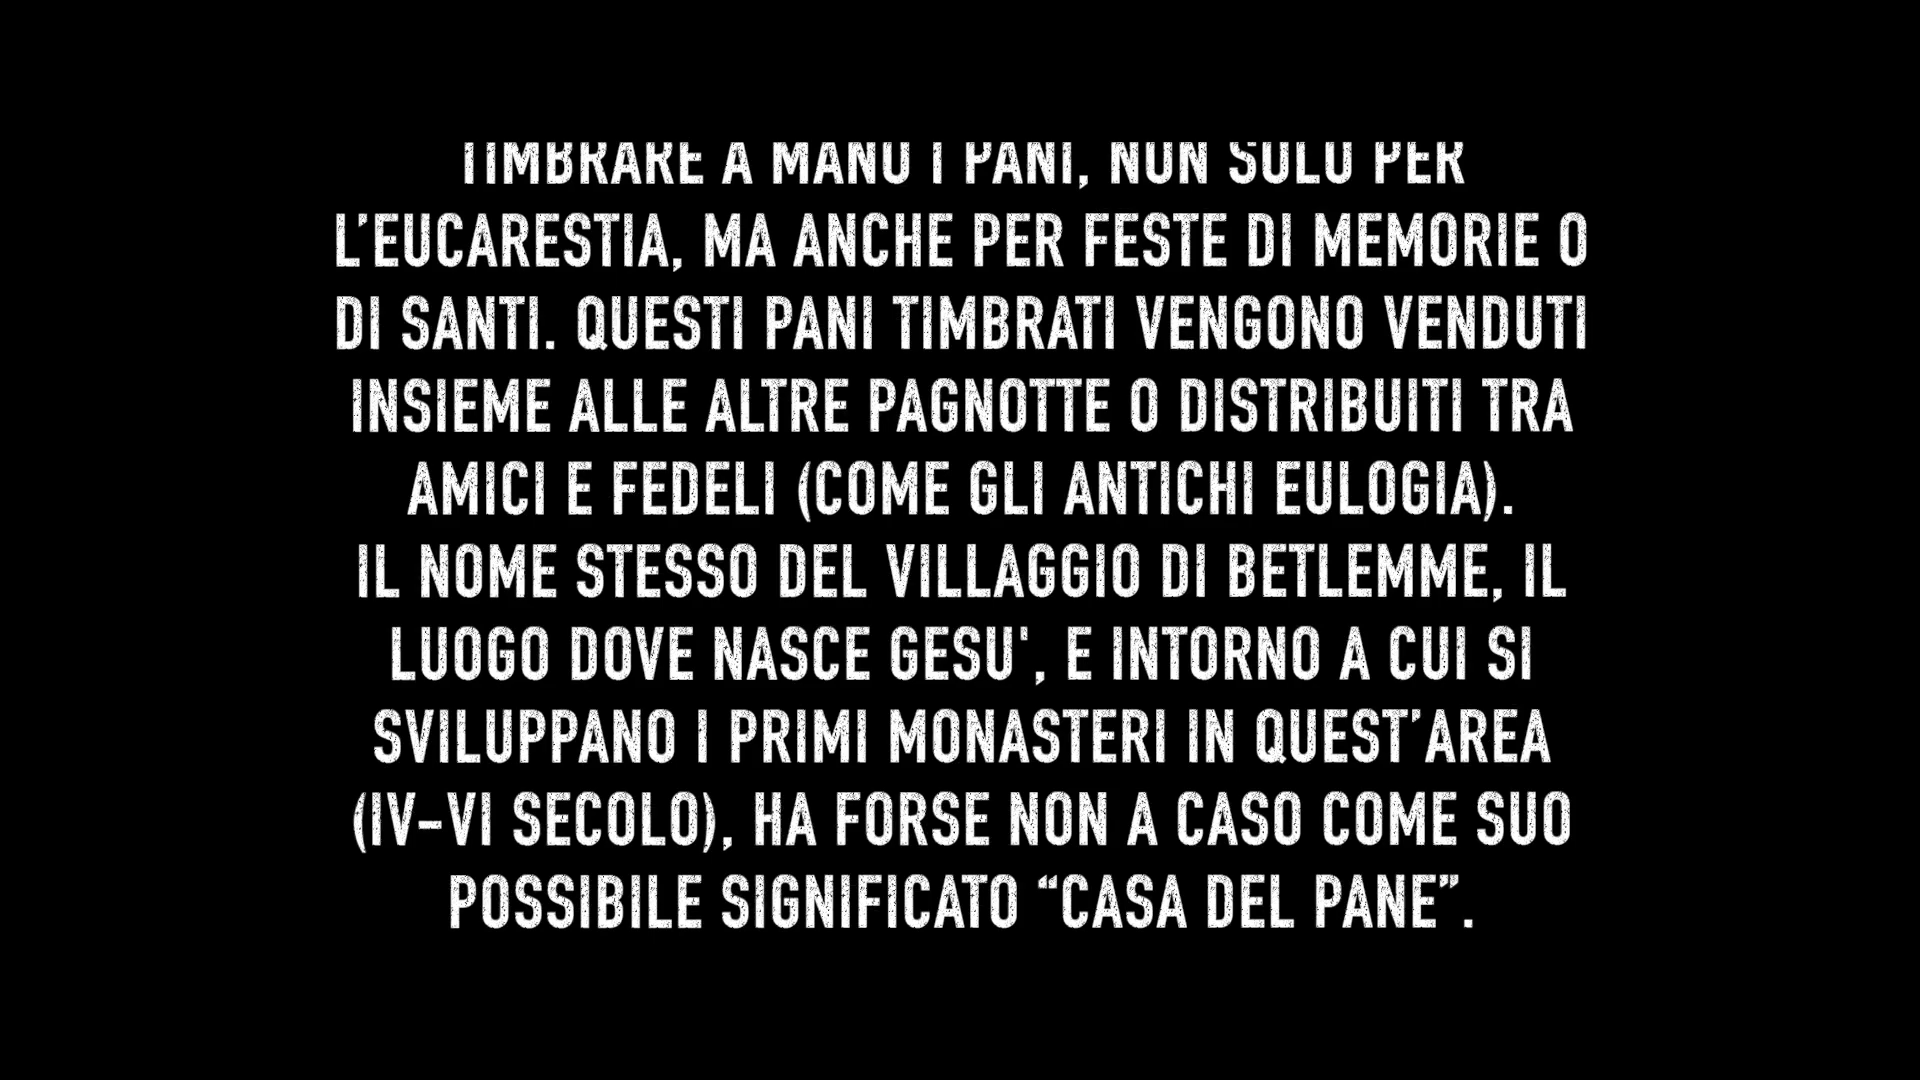 TIMBRARE A MANO I PANI, NON SOLO PER
L’EUCARESTIA, MA ANCHE PER FESTE DI MEMORIE O
DI SANTI. QUESTI PANI TIMBRATI VENGONO VENDUTI
INSIEME ALLE ALTRE PAGNOTTE O DISTRIBUITI TRA
AMICI E FEDELI (COME GLI ANTICHI EULOGIA).
IL NOME STESSO DEL VILLAGGIO DI BETLEMME, IL
LUOGO DOVE NASCE GESU', E INTORNO A CUI SI
SVILUPPANO I PRIMI MONASTERI IN QUEST’AREA
(IV-VI SECOLO), HA FORSE NON A CASO COME SUO
POSSIBILE SIGNIFICATO “CASA DEL PANE”.